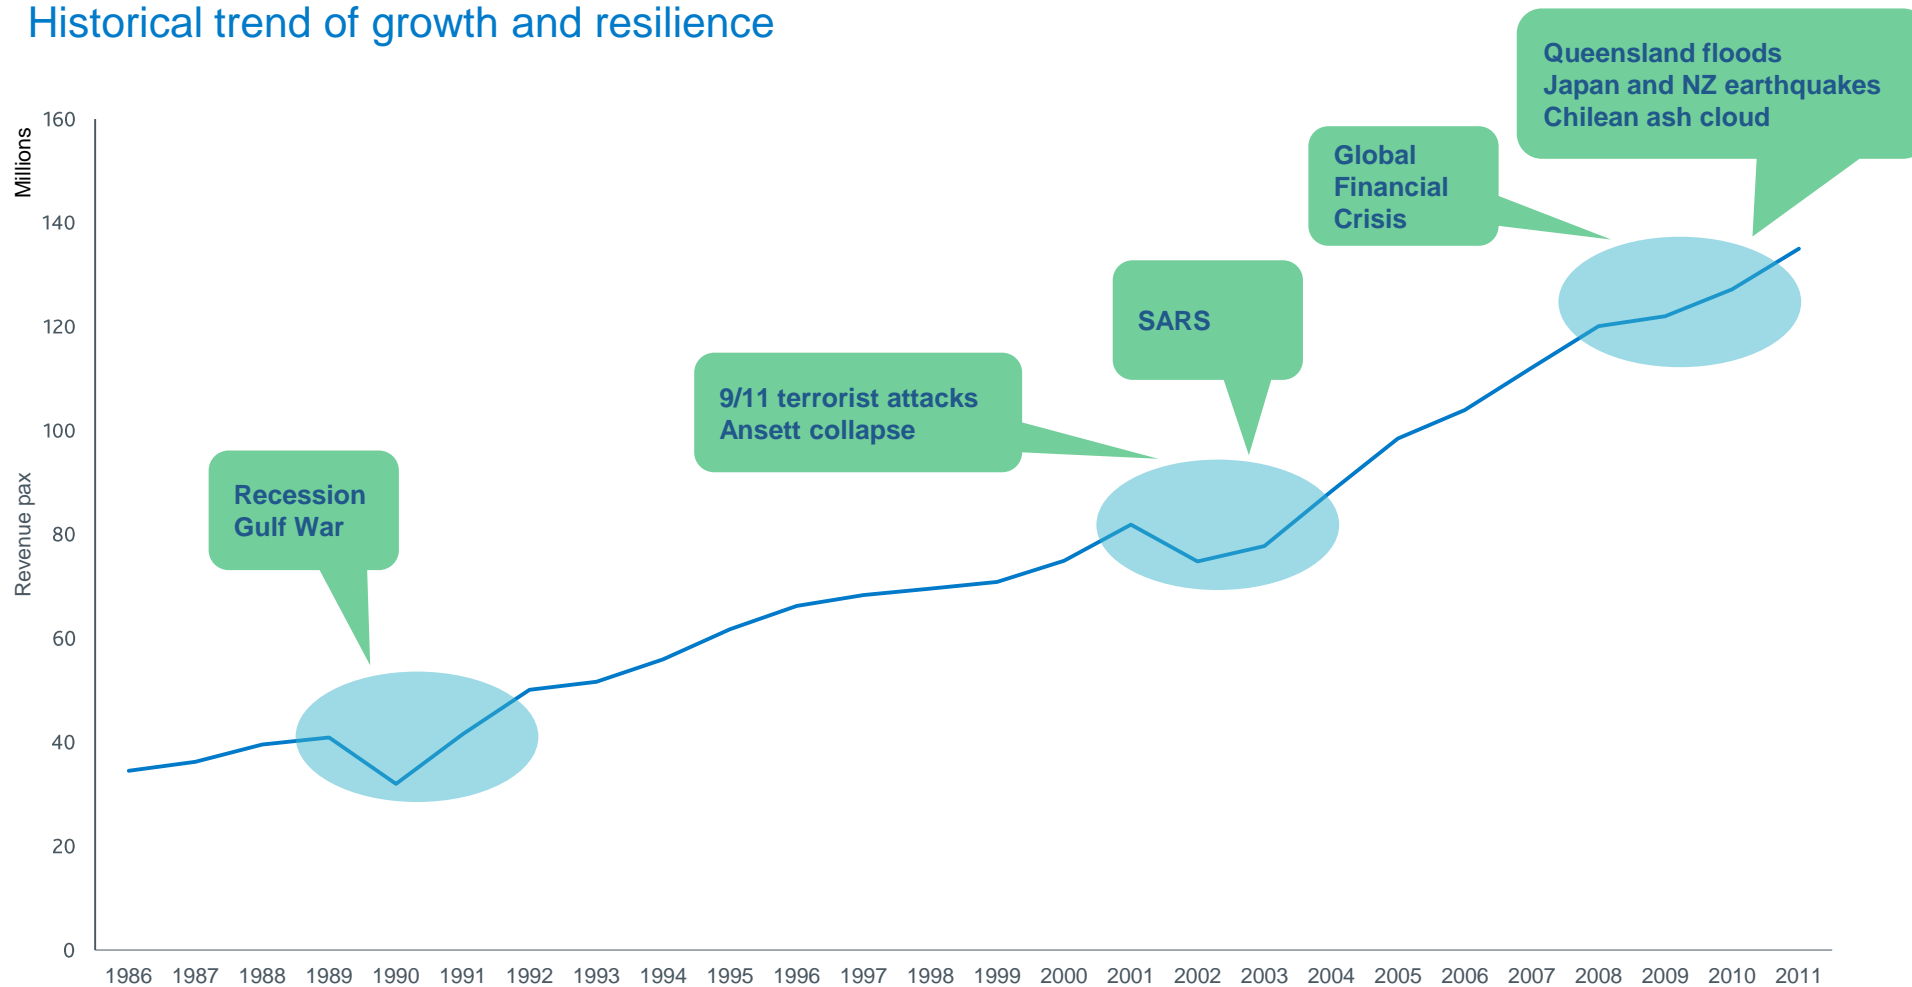 Historical trend of growth and resilience
Queensland floods
Japan and NZ earthquakes
Chilean ash cloud
Global
Financial
Crisis
SARS
9/11 terrorist attacks
Ansett collapse
Recession
Gulf War
Millions
Revenue pax
160
140
120
100
80
60
40
20
0
1986 1987 1988 1989 1990 1991 1992 1993 1994 1995 1996 1997 1998 1999 2000 2001 2002 2003 2004 2005 2006 2007 2008 2009 2010 2011